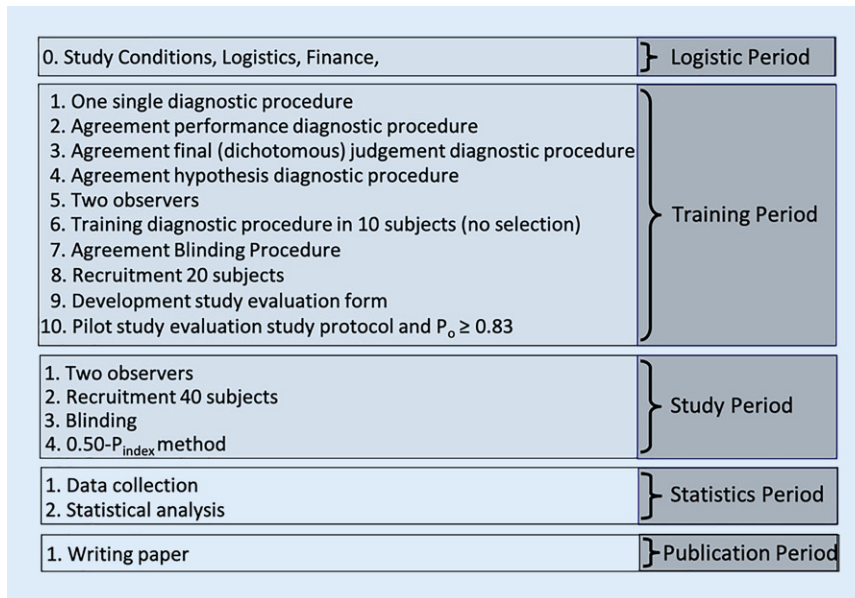 0. Study Conditions, Logistics, Finance,
Logistic Period
1. One single diagnostic procedure
2. Agreement performance diagnostic procedure
3. Agreement final (dichotomous) judgement diagnostic procedure
4. Agreement hypothesis diagnostic procedure
5. Two observers
6. Training diagnostic procedure in 10 subjects (no selection)
7. Agreement Blinding Procedure
8. Recruitment 20 subjects
9. Development study evaluation form
10. Pilot study evaluation study protocol and Po ≥ 0.83
Training Period
1. Two observers
2. Recruitment 40 subjects
3. Blinding
4. 0.50-Pindex method
Study Period
1. Data collection
2. Statistical analysis
Statistics Period
1. Writing paper
Publication Period